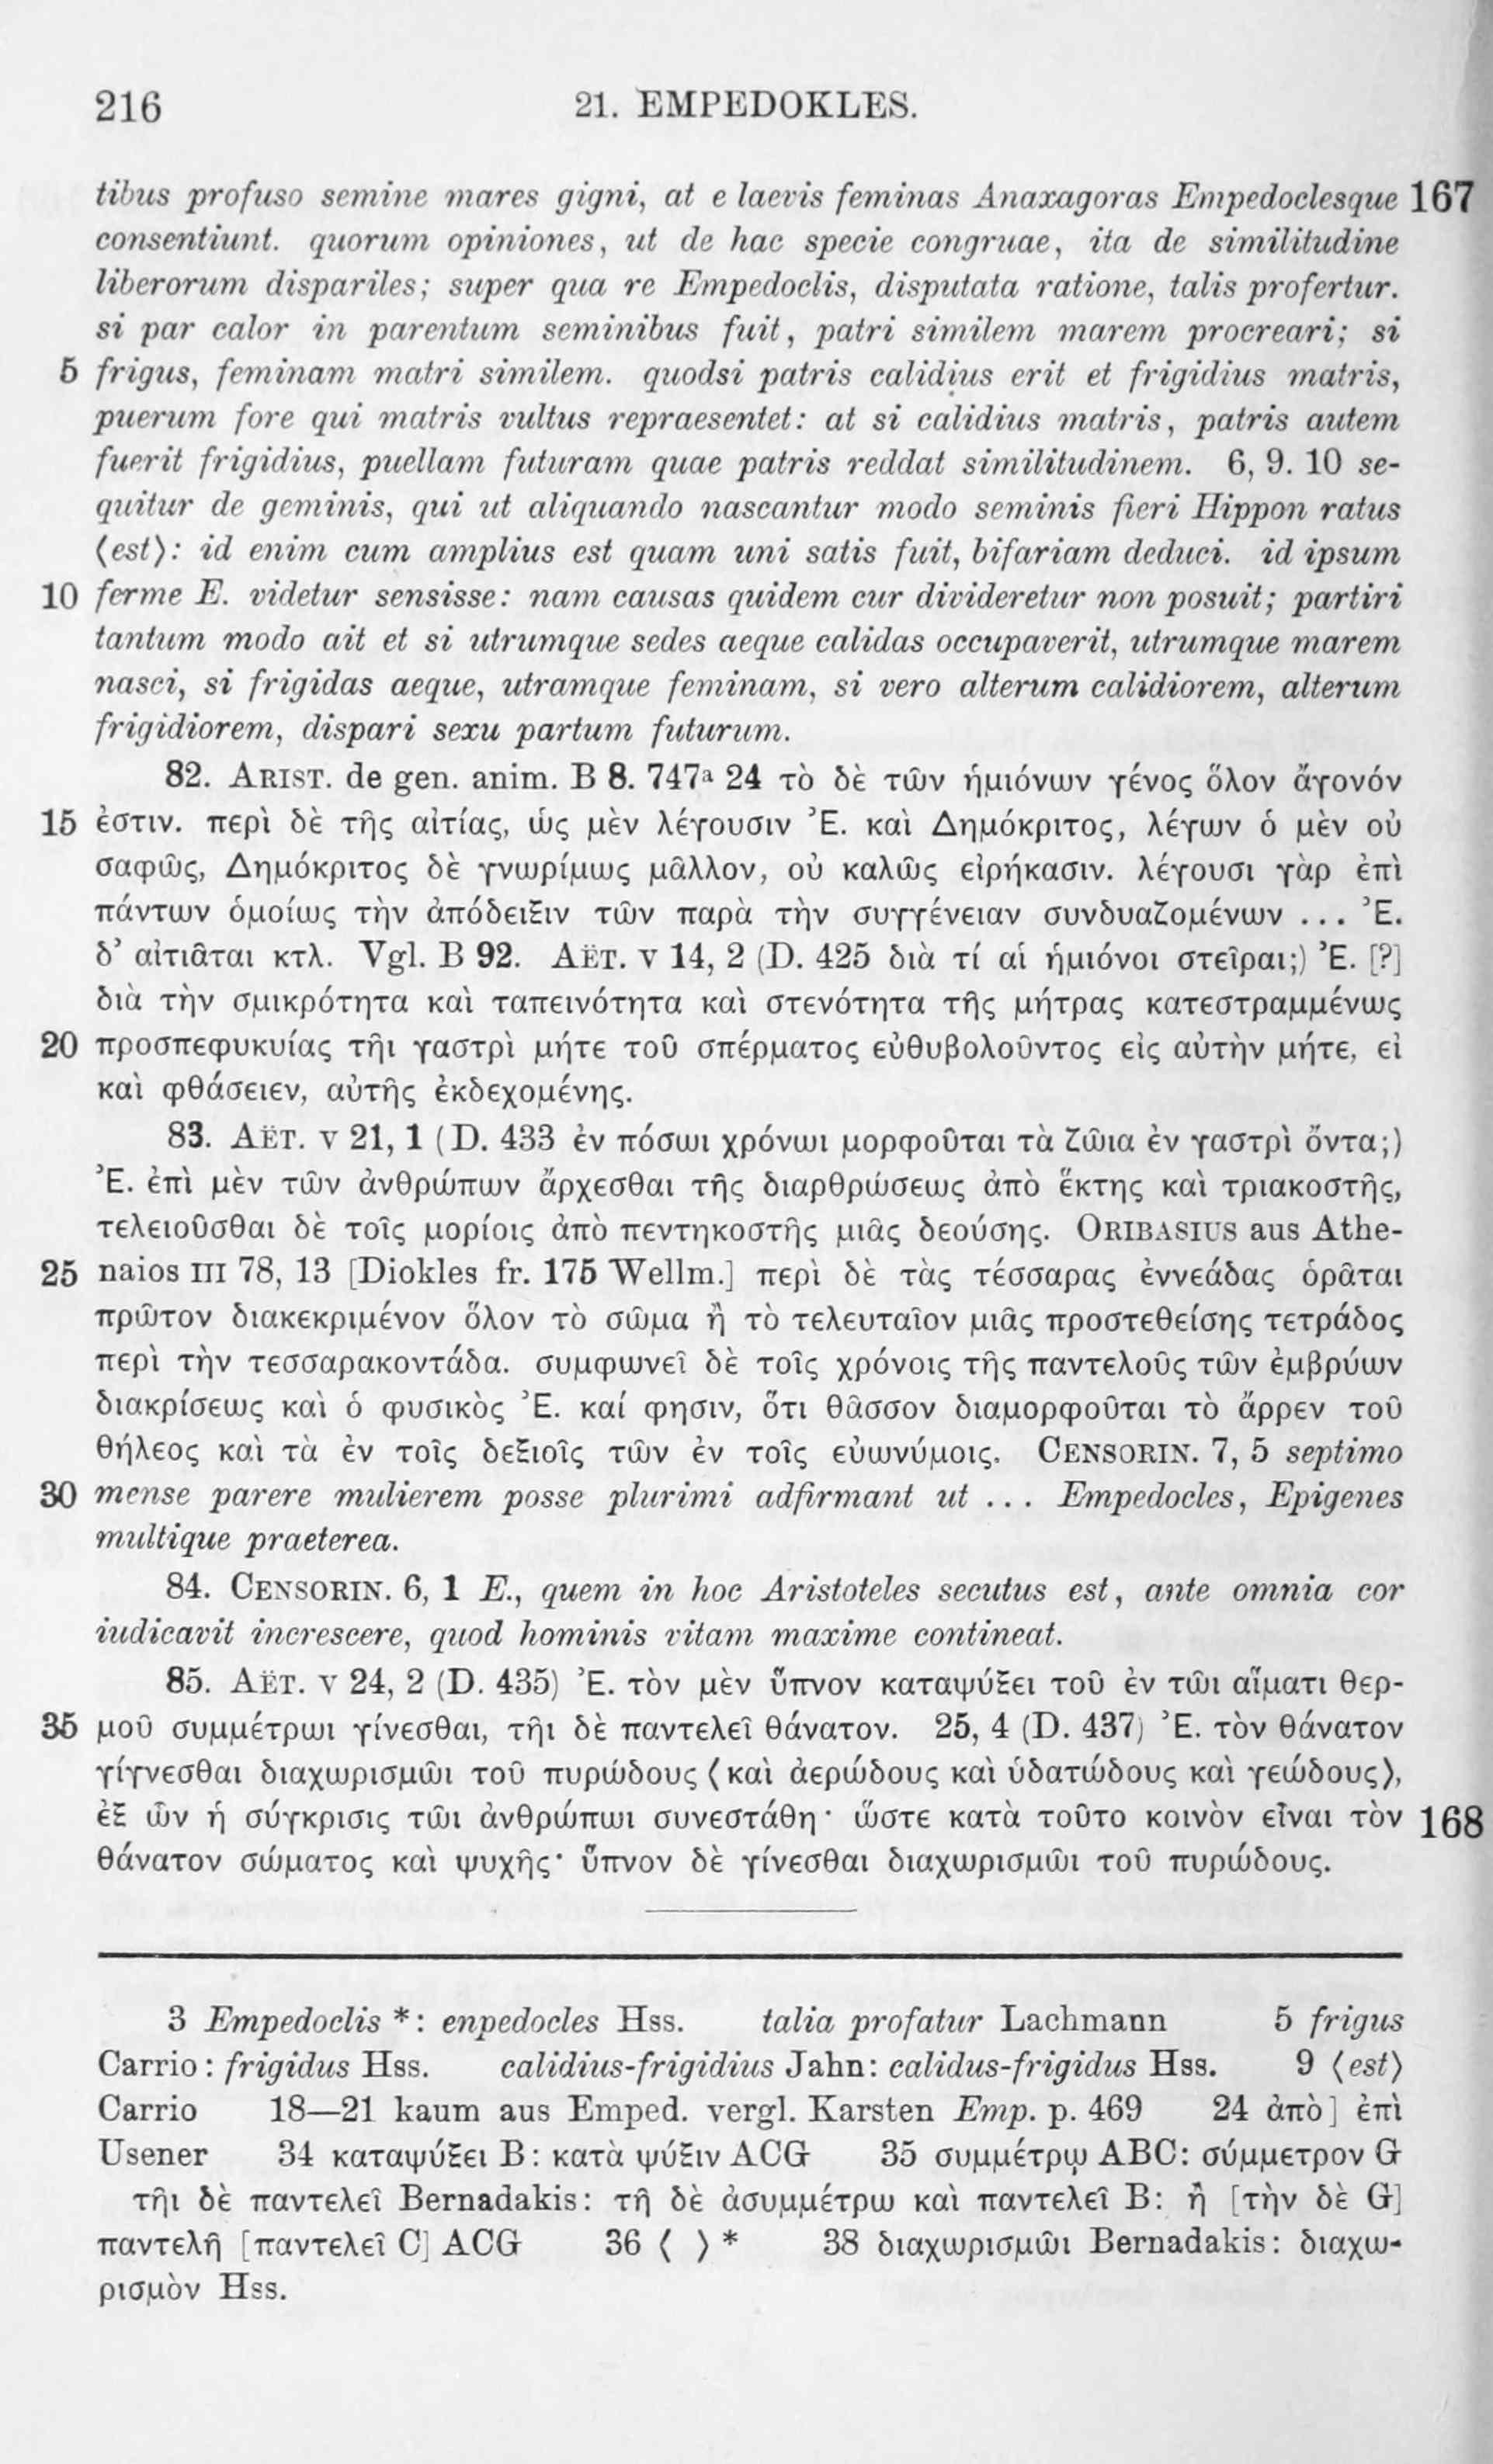 216 21. EMPEDOKLES.
tibus profuso semine mares gigni, at e laevis feminas Anaxagoras Empedoclesque 167
consentiunt. quorum opiniones, ut de hac specie congruae, ita de similitudine
liberorum dispariles; super qua re Empedoclis, disputata ratione, talis profertur.
si par calor in parentum seminibus fuit, patri similem marem procreari; si
5 frigus, feminam matri similem. quodsi patris calidius erit et frigidius matris,
puerum fore qui matris vultus repraesentet: at si calidius matris, patris autem
fuerit frigidius, puellam futuram quae patris reddat similitudinem. 6, 9. 10 se-
quitur de geminis, qui ut aliquando nascantur modo seminis fieri Hippon ratus
⟨est⟩: id enim cum amplius est quam uni satis fuit, bifariam deduci. id ipsum
10 ferme E. videtur sensisse: nam causas quidem cur divideretur non posuit; partiri
tantum modo ait et si utrumque sedes aeque calidas occupaverit, utrumque marem
nasci, si frigidas aeque, utramque feminam, si vero alterum calidiorem, alterum
frigidiorem, dispari sexu partum futurum.
82. ARIST. de gen. anim. B 8. 747ᵃ 24 τὸ δὲ τῶν ἡμιόνων γένος ὅλον ἄγονόν
15 ἐστιν. περὶ δὲ τῆς αἰτίας, ὡς μὲν λέγουσιν Ἐ. καὶ Δημόκριτος, λέγων ὁ μὲν οὐ
σαφῶς, Δημόκριτος δὲ γνωρίμως μᾶλλον, οὐ καλῶς εἰρήκασιν. λέγουσι γὰρ ἐπὶ
πάντων ὁμοίως τὴν ἀπόδειξιν τῶν παρὰ τὴν συγγένειαν συνδυαζομένων ... Ἐ.
δ’ αἰτιᾶται κτλ. Vgl. B 92. AËT. V 14, 2 (D. 425 διὰ τί αἱ ἡμιόνοι στεῖραι;) Ἐ. [?]
διὰ τὴν σμικρότητα καὶ ταπεινότητα καὶ στενότητα τῆς μήτρας κατεστραμμένως
20 προσπεφυκυίας τῆι γαστρὶ μήτε τοῦ σπέρματος εὐθυβολοῦντος εἰς αὐτὴν μήτε, εἰ
καὶ φθάσειεν, αὐτῆς ἐκδεχομένης.
83. AËT. V 21, 1 (D. 433 ἐν πόσωι χρόνωι μορφοῦται τὰ ζῶια ἐν γαστρὶ ὄντα;)
Ἐ. ἐπὶ μὲν τῶν ἀνθρώπων ἄρχεσθαι τῆς διαρθρώσεως ἀπὸ ἕκτης καὶ τριακοστῆς,
τελειοῦσθαι δὲ τοῖς μορίοις ἀπὸ πεντηκοστῆς μιᾶς δεούσης. ORIBASIUS aus Athe-
25 naios III 78, 13 [Diokles fr. 175 Wellm.] περὶ δὲ τὰς τέσσαρας ἐννεάδας ὁρᾶται
πρῶτον διακεκριμένον ὅλον τὸ σῶμα ἢ τὸ τελευταῖον μιᾶς προστεθείσης τετράδος
περὶ τὴν τεσσαρακοντάδα. συμφωνεῖ δὲ τοῖς χρόνοις τῆς παντελοῦς τῶν ἐμβρύων
διακρίσεως καὶ ὁ φυσικὸς Ἐ. καί φησιν, ὅτι θᾶσσον διαμορφοῦται τὸ ἄρρεν τοῦ
θήλεος καὶ τὰ ἐν τοῖς δεξιοῖς τῶν ἐν τοῖς εὐωνύμοις. CENSORIN. 7, 5 septimo
30 mense parere mulierem posse plurimi adfirmant ut ... Empedocles, Epigenes
multique praeterea.
84. CENSORIN. 6, 1 E., quem in hoc Aristoteles secutus est, ante omnia cor
iudicavit increscere, quod hominis vitam maxime contineat.
85. AËT. V 24, 2 (D. 435) Ἐ. τὸν μὲν ὕπνον καταψύξει τοῦ ἐν τῶι αἵματι θερ-
35 μοῦ συμμέτρωι γίνεσθαι, τῆι δὲ παντελεῖ θάνατον. 25, 4 (D. 437) Ἐ. τὸν θάνατον
γίγνεσθαι διαχωρισμῶι τοῦ πυρώδους ⟨καὶ ἀερώδους καὶ ὑδατώδους καὶ γεώδους⟩,
ἐξ ὧν ἡ σύγκρισις τῶι ἀνθρώπωι συνεστάθη· ὥστε κατὰ τοῦτο κοινὸν εἶναι τὸν 168
θάνατον σώματος καὶ ψυχῆς· ὕπνον δὲ γίνεσθαι διαχωρισμῶι τοῦ πυρώδους.
3 Empedoclis *: enpedocles Hss. talia profatur Lachmann 5 frigus
Carrio: frigidus Hss. calidius-frigidius Jahn: calidus-frigidus Hss. 9 ⟨est⟩
Carrio 18—21 kaum aus Emped. vergl. Karsten Emp. p. 469 24 ἀπὸ] ἐπὶ
Usener 34 καταψύξει B: κατὰ ψύξιν ACG 35 συμμέτρῳ ABC: σύμμετρον G
τῆι δὲ παντελεῖ Bernadakis: τῆ δὲ ἀσυμμέτρω καὶ παντελεῖ B: ἢ [τὴν δὲ G]
παντελῆ [παντελεῖ C] ACG 36 ⟨ ⟩ * 38 διαχωρισμῶι Bernadakis: διαχω-
ρισμὸν Hss.